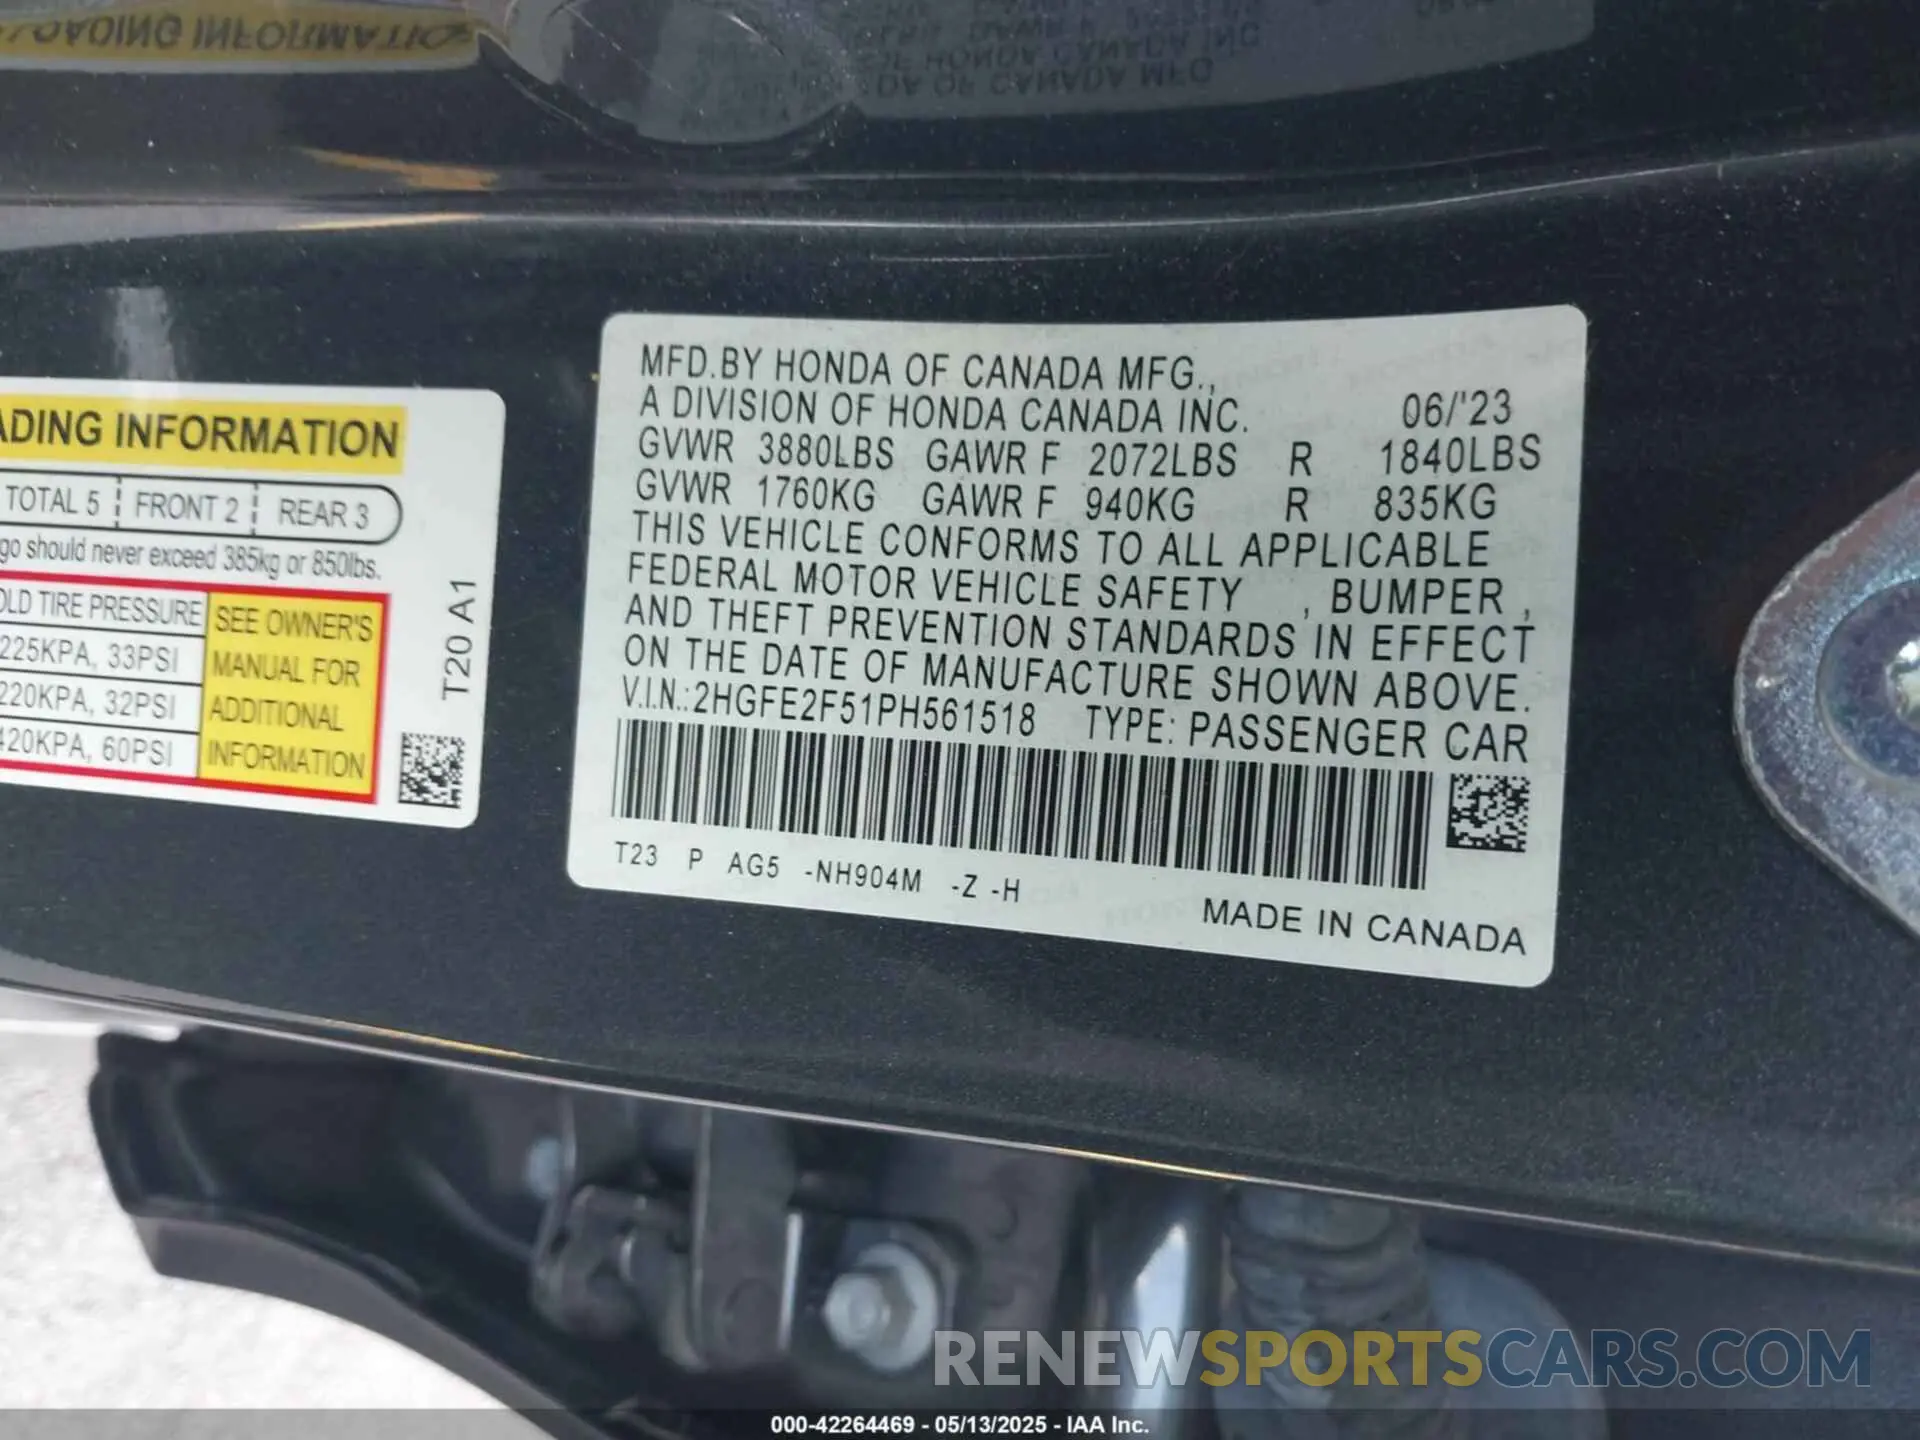 ADING INFORMATION
TOTAL 5 FRONT 2 REAR 3
go should never exceed 385kg or 850lbs.
OLD TIRE PRESSURE
225KPA, 33PSI
220KPA, 32PSI
420KPA, 60PSI
SEE OWNER'S
MANUAL FOR
ADDITIONAL
INFORMATION
T20 A1
MFD.BY HONDA OF CANADA MFG.,
A DIVISION OF HONDA CANADA INC. 06/'23
GVWR 3880LBS GAWR F 2072LBS R 1840LBS
GVWR 1760KG GAWR F 940KG R 835KG
THIS VEHICLE CONFORMS TO ALL APPLICABLE
FEDERAL MOTOR VEHICLE SAFETY , BUMPER ,
AND THEFT PREVENTION STANDARDS IN EFFECT
ON THE DATE OF MANUFACTURE SHOWN ABOVE.
V.I.N.:2HGFE2F51PH561518 TYPE: PASSENGER CAR
T23 P AG5 -NH904M -Z -H
MADE IN CANADA
RENEWSPORTSCARS.COM
000-42264469 - 05/13/2025 - IAA Inc.